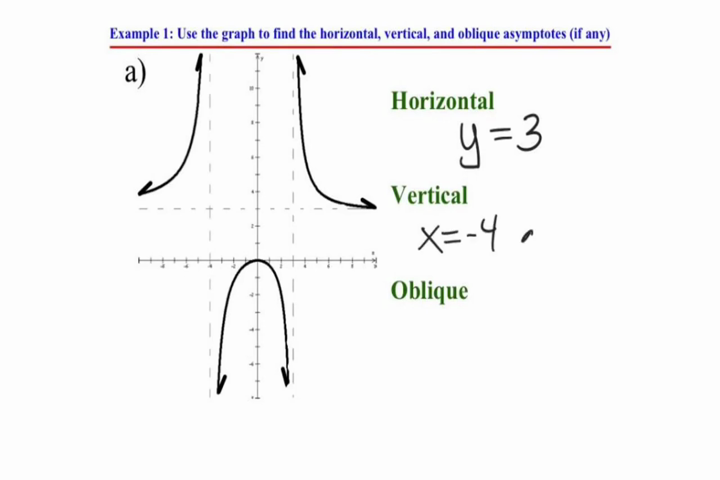 Example 1: Use the graph to find the horizontal, vertical, and oblique asymptotes (if any)
a)
Horizontal
y=3
Vertical
x=-4
Oblique